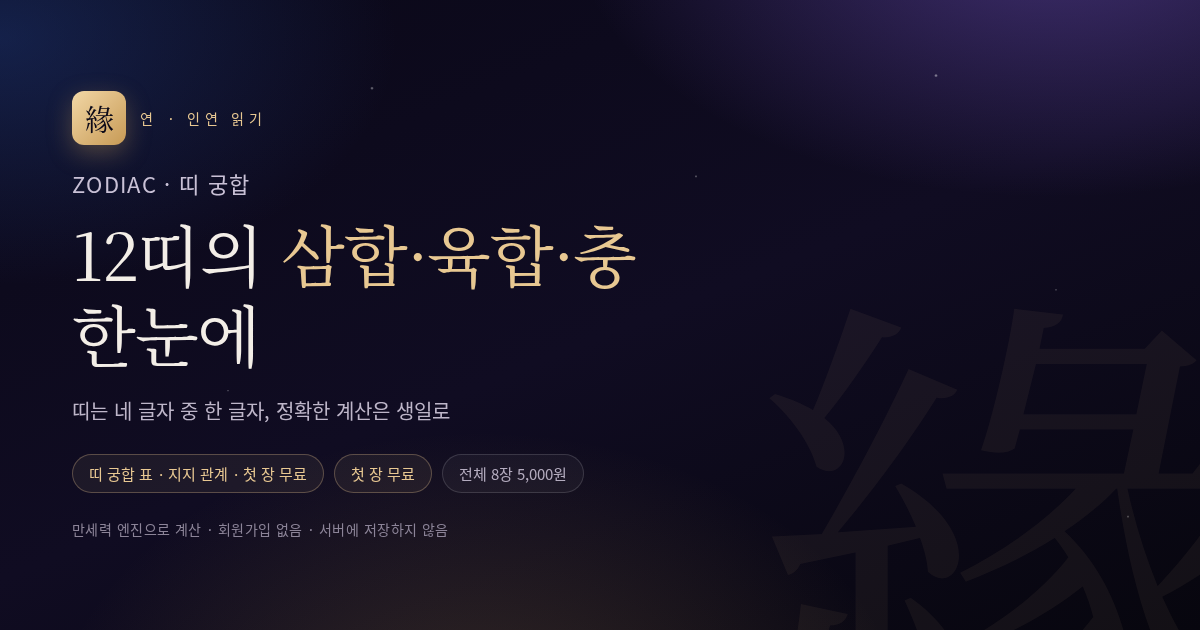 緣
연 · 인연 읽기
ZODIAC · 띠 궁합
12띠의 삼합·육합·충
한눈에
띠는 네 글자 중 한 글자, 정확한 계산은 생일로
띠 궁합 표 · 지지 관계 · 첫 장 무료
첫 장 무료
전체 8장 5,000원
만세력 엔진으로 계산 · 회원가입 없음 · 서버에 저장하지 않음
緣